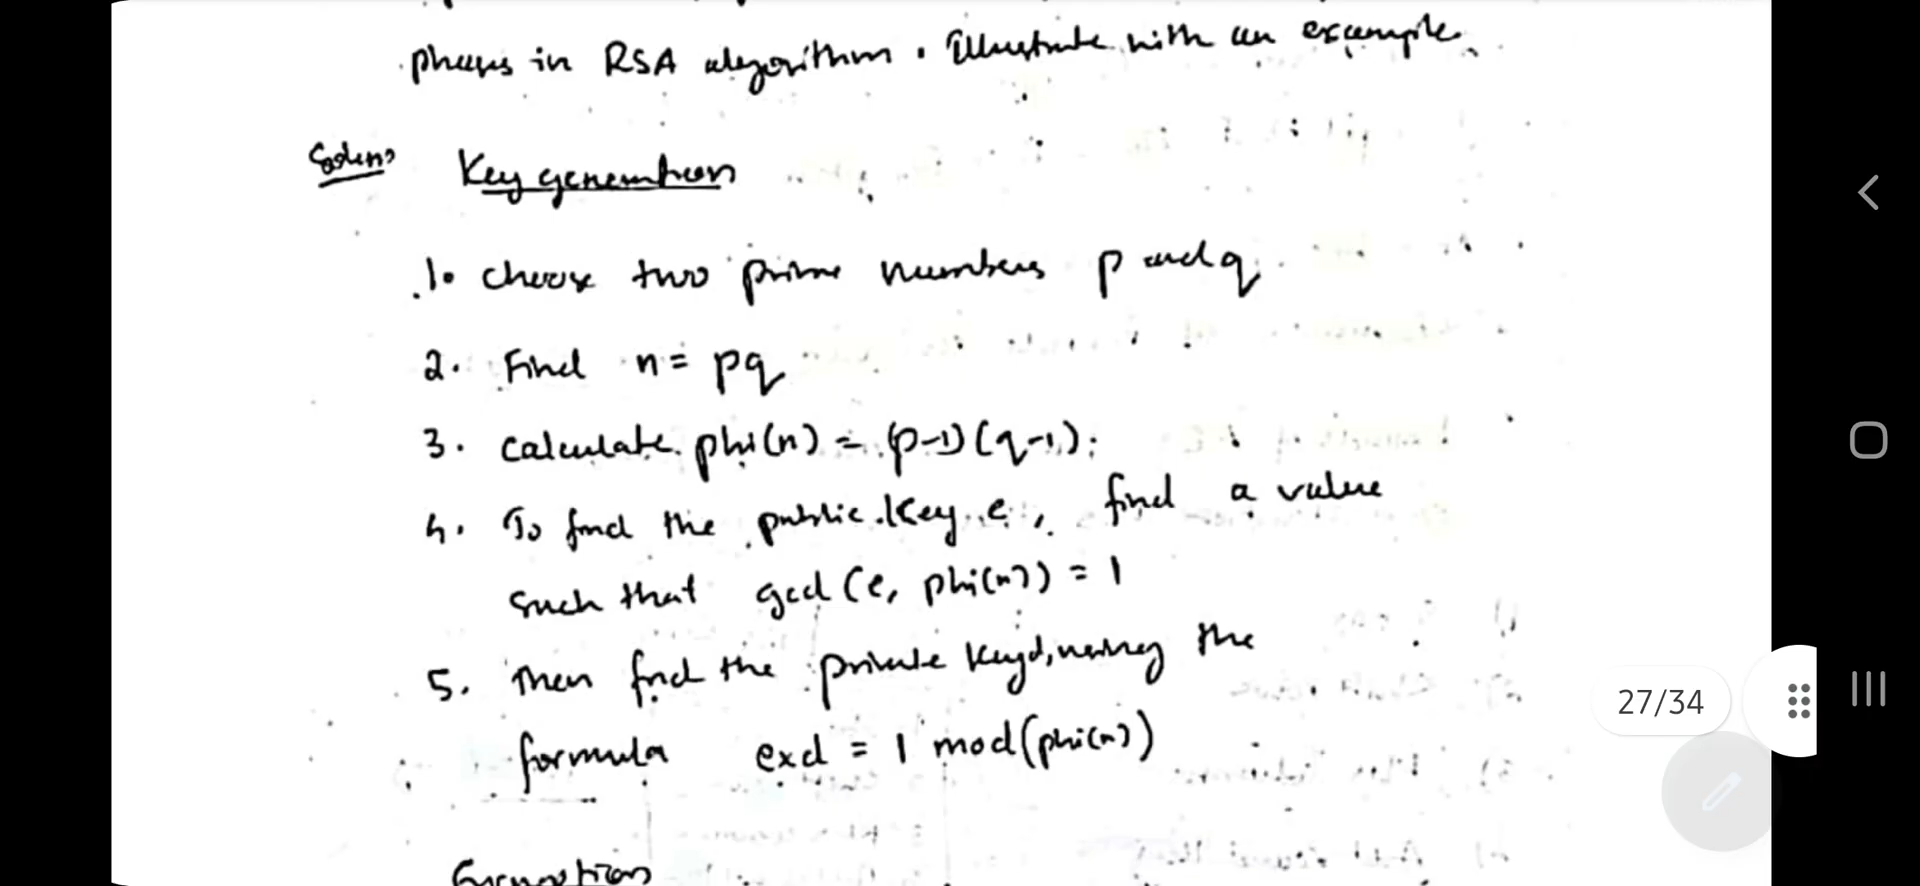 phases in RSA algorithm. Illustrate with an example.
Soln
Key generation
1. Choose two prime numbers p and q
2. Find n = pq
3. Calculate phi(n) = (p-1)(q-1).
4. To find the public key e, find a value
such that gcd (e, phi(n)) = 1
5. Then find the private key d, using the
formula exd = 1 mod(phi(n))
27/34